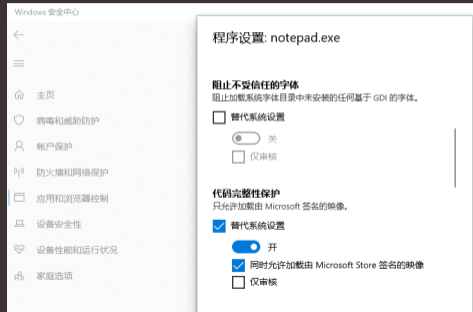 Windows 安全中心
主页
病毒和威胁防护
帐户保护
防火墙和网络保护
应用和浏览器控制
设备安全性
设备性能和运行状况
家庭选项
程序设置: notepad.exe
阻止不受信任的字体
阻止加载系统字体目录中未安装的任何基于 GDI 的字体。
替代系统设置
关
仅审核
代码完整性保护
只允许加载由 Microsoft 签名的映像。
替代系统设置
开
同时允许加载由 Microsoft Store 签名的映像
仅审核